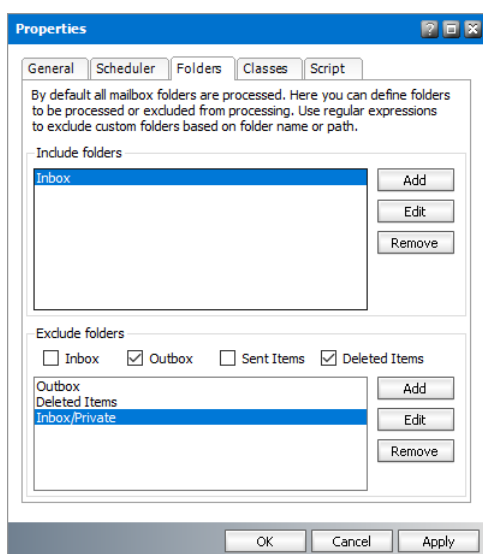 Properties
General Scheduler Folders Classes Script
By default all mailbox folders are processed. Here you can define folders
to be processed or excluded from processing. Use regular expressions
to exclude custom folders based on folder name or path.
Include folders
Inbox
Add
Edit
Remove
Exclude folders
Inbox Outbox Sent Items Deleted Items
Outbox
Deleted Items
Inbox/Private
Add
Edit
Remove
OK Cancel Apply